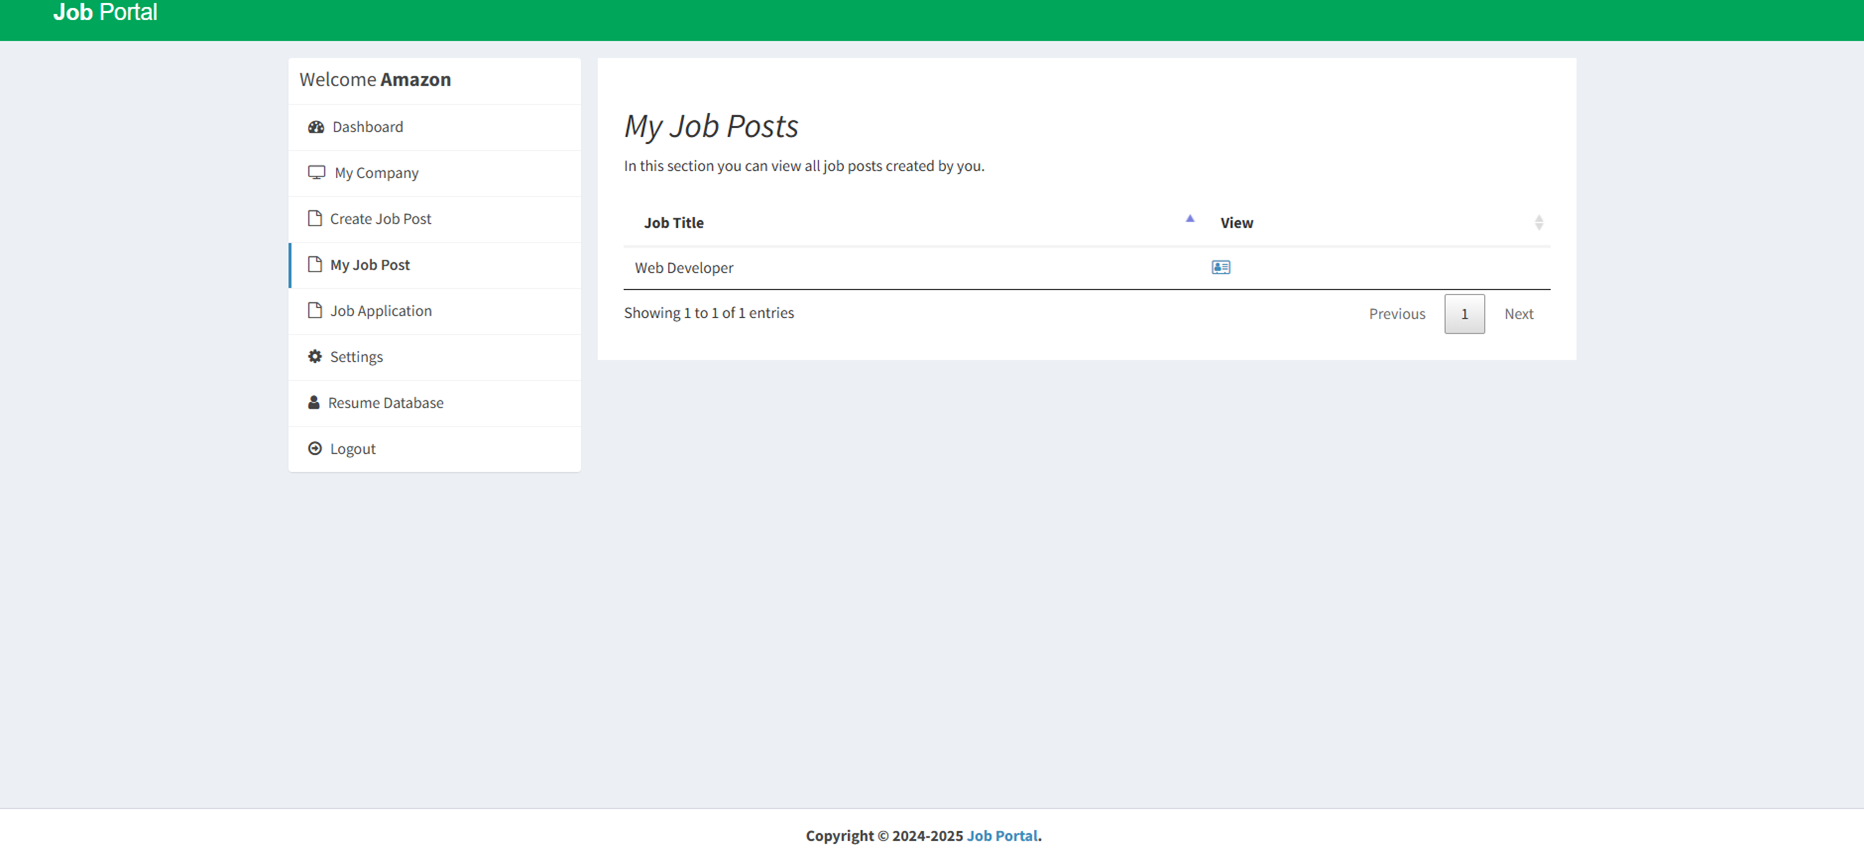 Job Portal
Welcome Amazon
Dashboard
My Company
Create Job Post
My Job Post
Job Application
Settings
Resume Database
Logout
My Job Posts
In this section you can view all job posts created by you.
Job Title View
Web Developer
Showing 1 to 1 of 1 entries
Previous 1 Next
Copyright © 2024-2025 Job Portal.